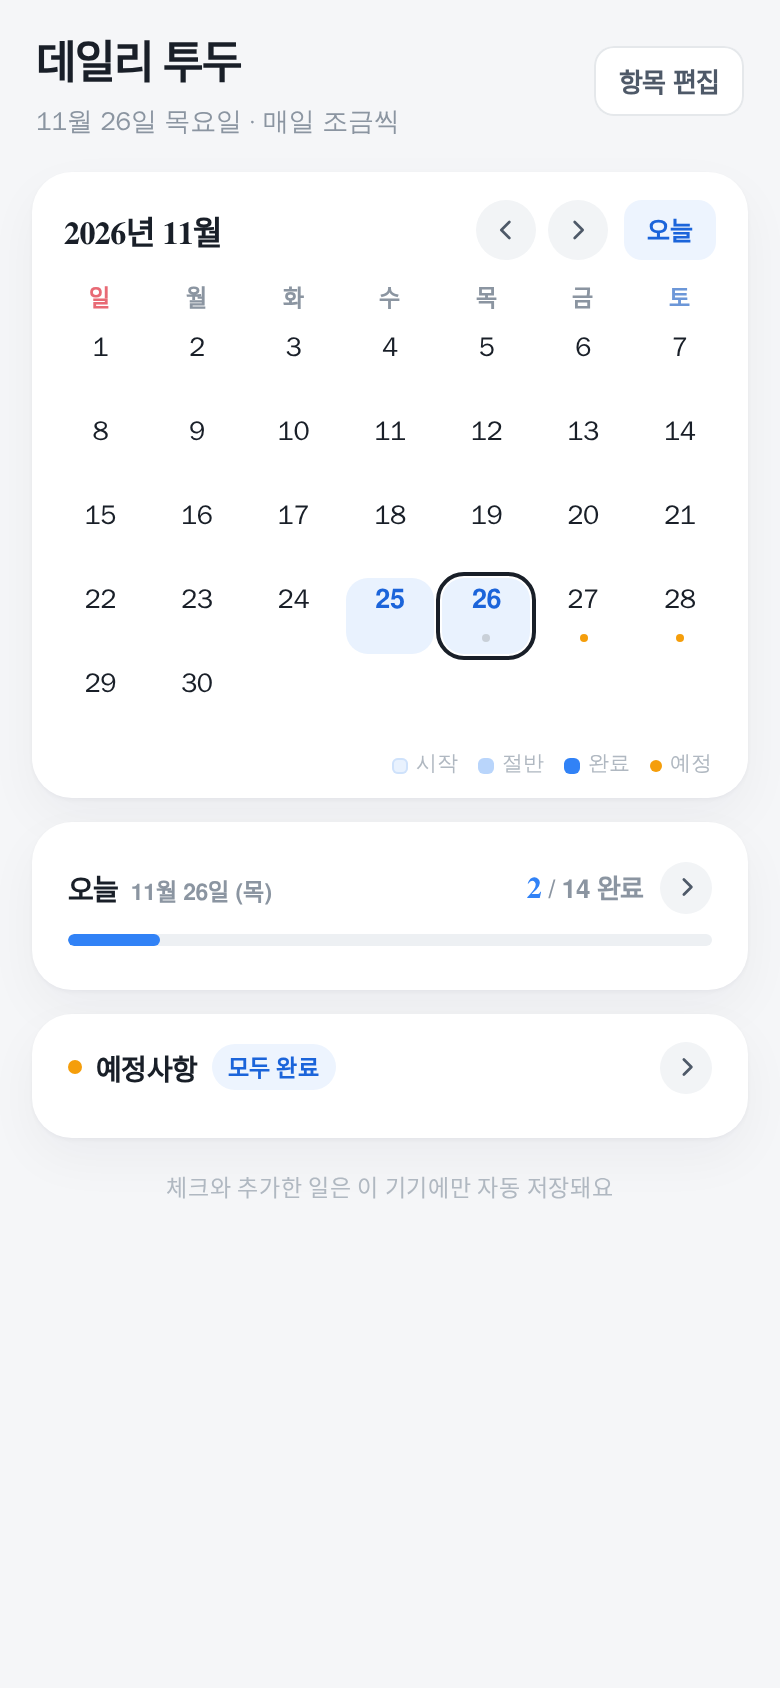 데일리 투두
항목 편집
11월 26일 목요일 · 매일 조금씩
2026년 11월
오늘
일 월 화 수 목 금 토
1 2 3 4 5 6 7
8 9 10 11 12 13 14
15 16 17 18 19 20 21
22 23 24 25 26 27 28
29 30
시작 절반 완료 예정
오늘 11월 26일 (목) 2 / 14 완료
예정사항 모두 완료
체크와 추가한 일은 이 기기에만 자동 저장돼요